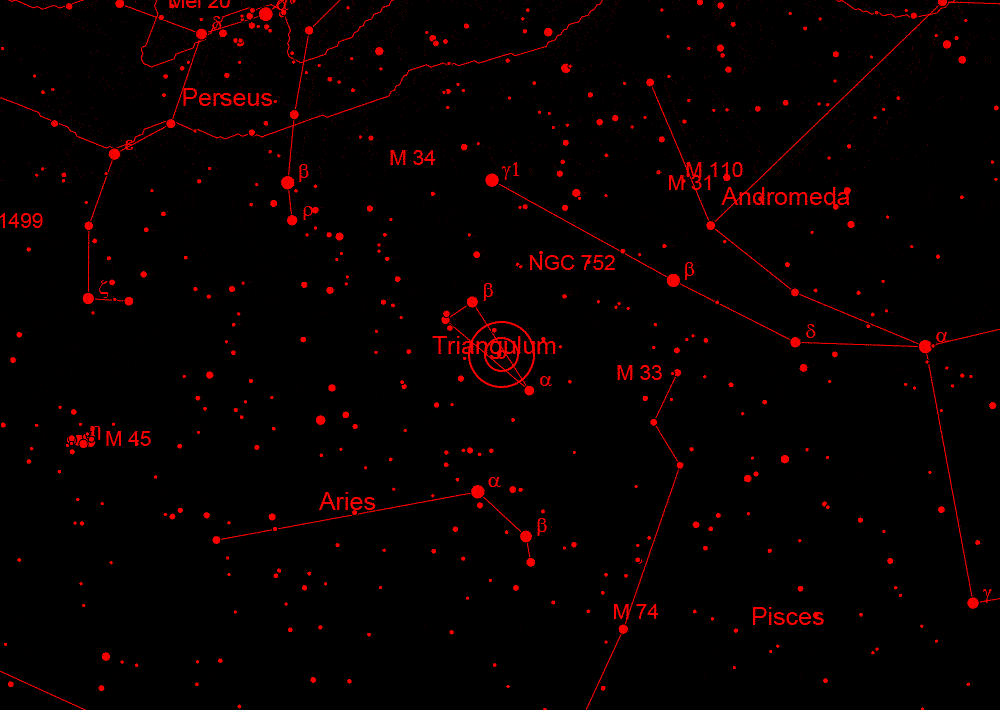 Mel 20
α
δ
Perseus
ε
M 34
γ1
M 110
M 31
Andromeda
β
ρ
1499
NGC 752
β
ζ
β
δ
α
Triangulum
α
M 33
η
M 45
α
Aries
β
M 74
Pisces
γ